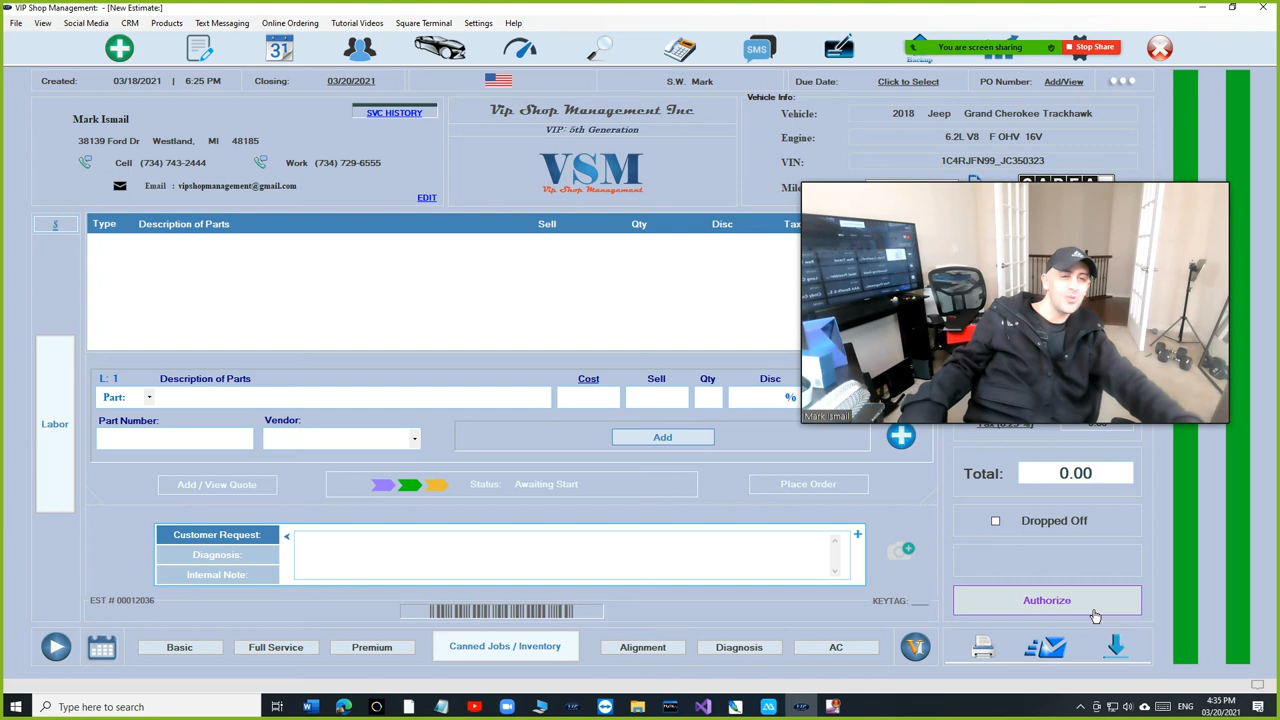 VIP Shop Management: - [New Estimate:]
File View CRM Products Text Messaging Online Ordering Tutorial Videos Square Terminal Settings Help
31
SMS
You are screen sharing
Stop Share
Backup
Created: 03/18/2021 | 6:25 PM Closing: 03/20/2021 S.W. Mark Due Date: Click to Select PO Number: Add/View
Mark Ismail
SVC HISTORY
38139 Ford Dr Westland, MI 48185
Cell (734) 743-2444 Work (734) 729-6555
Email : vipshopmanagement@gmail.com
EDIT
Vip Shop Management Inc
VIP: 5th Generation
VSM
Vip Shop Management
Vehicle Info:
Vehicle: 2018 Jeep Grand Cherokee Trackhawk
Engine: 6.2L V8 F OHV 16V
VIN: 1C4RJFN99_JC350323
Mile
S
Type Description of Parts Sell Qty Disc Tax
Mark Ismail
L: 1 Description of Parts Cost Sell Qty Disc
Part: %
Part Number: Vendor:
Add
Labor
Add / View Quote
Status: Awaiting Start
Place Order
Total: 0.00
Dropped Off
Customer Request:
Diagnosis:
Internal Note:
Authorize
EST # 00012036
KEYTAG: ___
Basic Full Service Premium Canned Jobs / Inventory Alignment Diagnosis AC
V
Type here to search
ENG
4:35 PM
03/20/2021